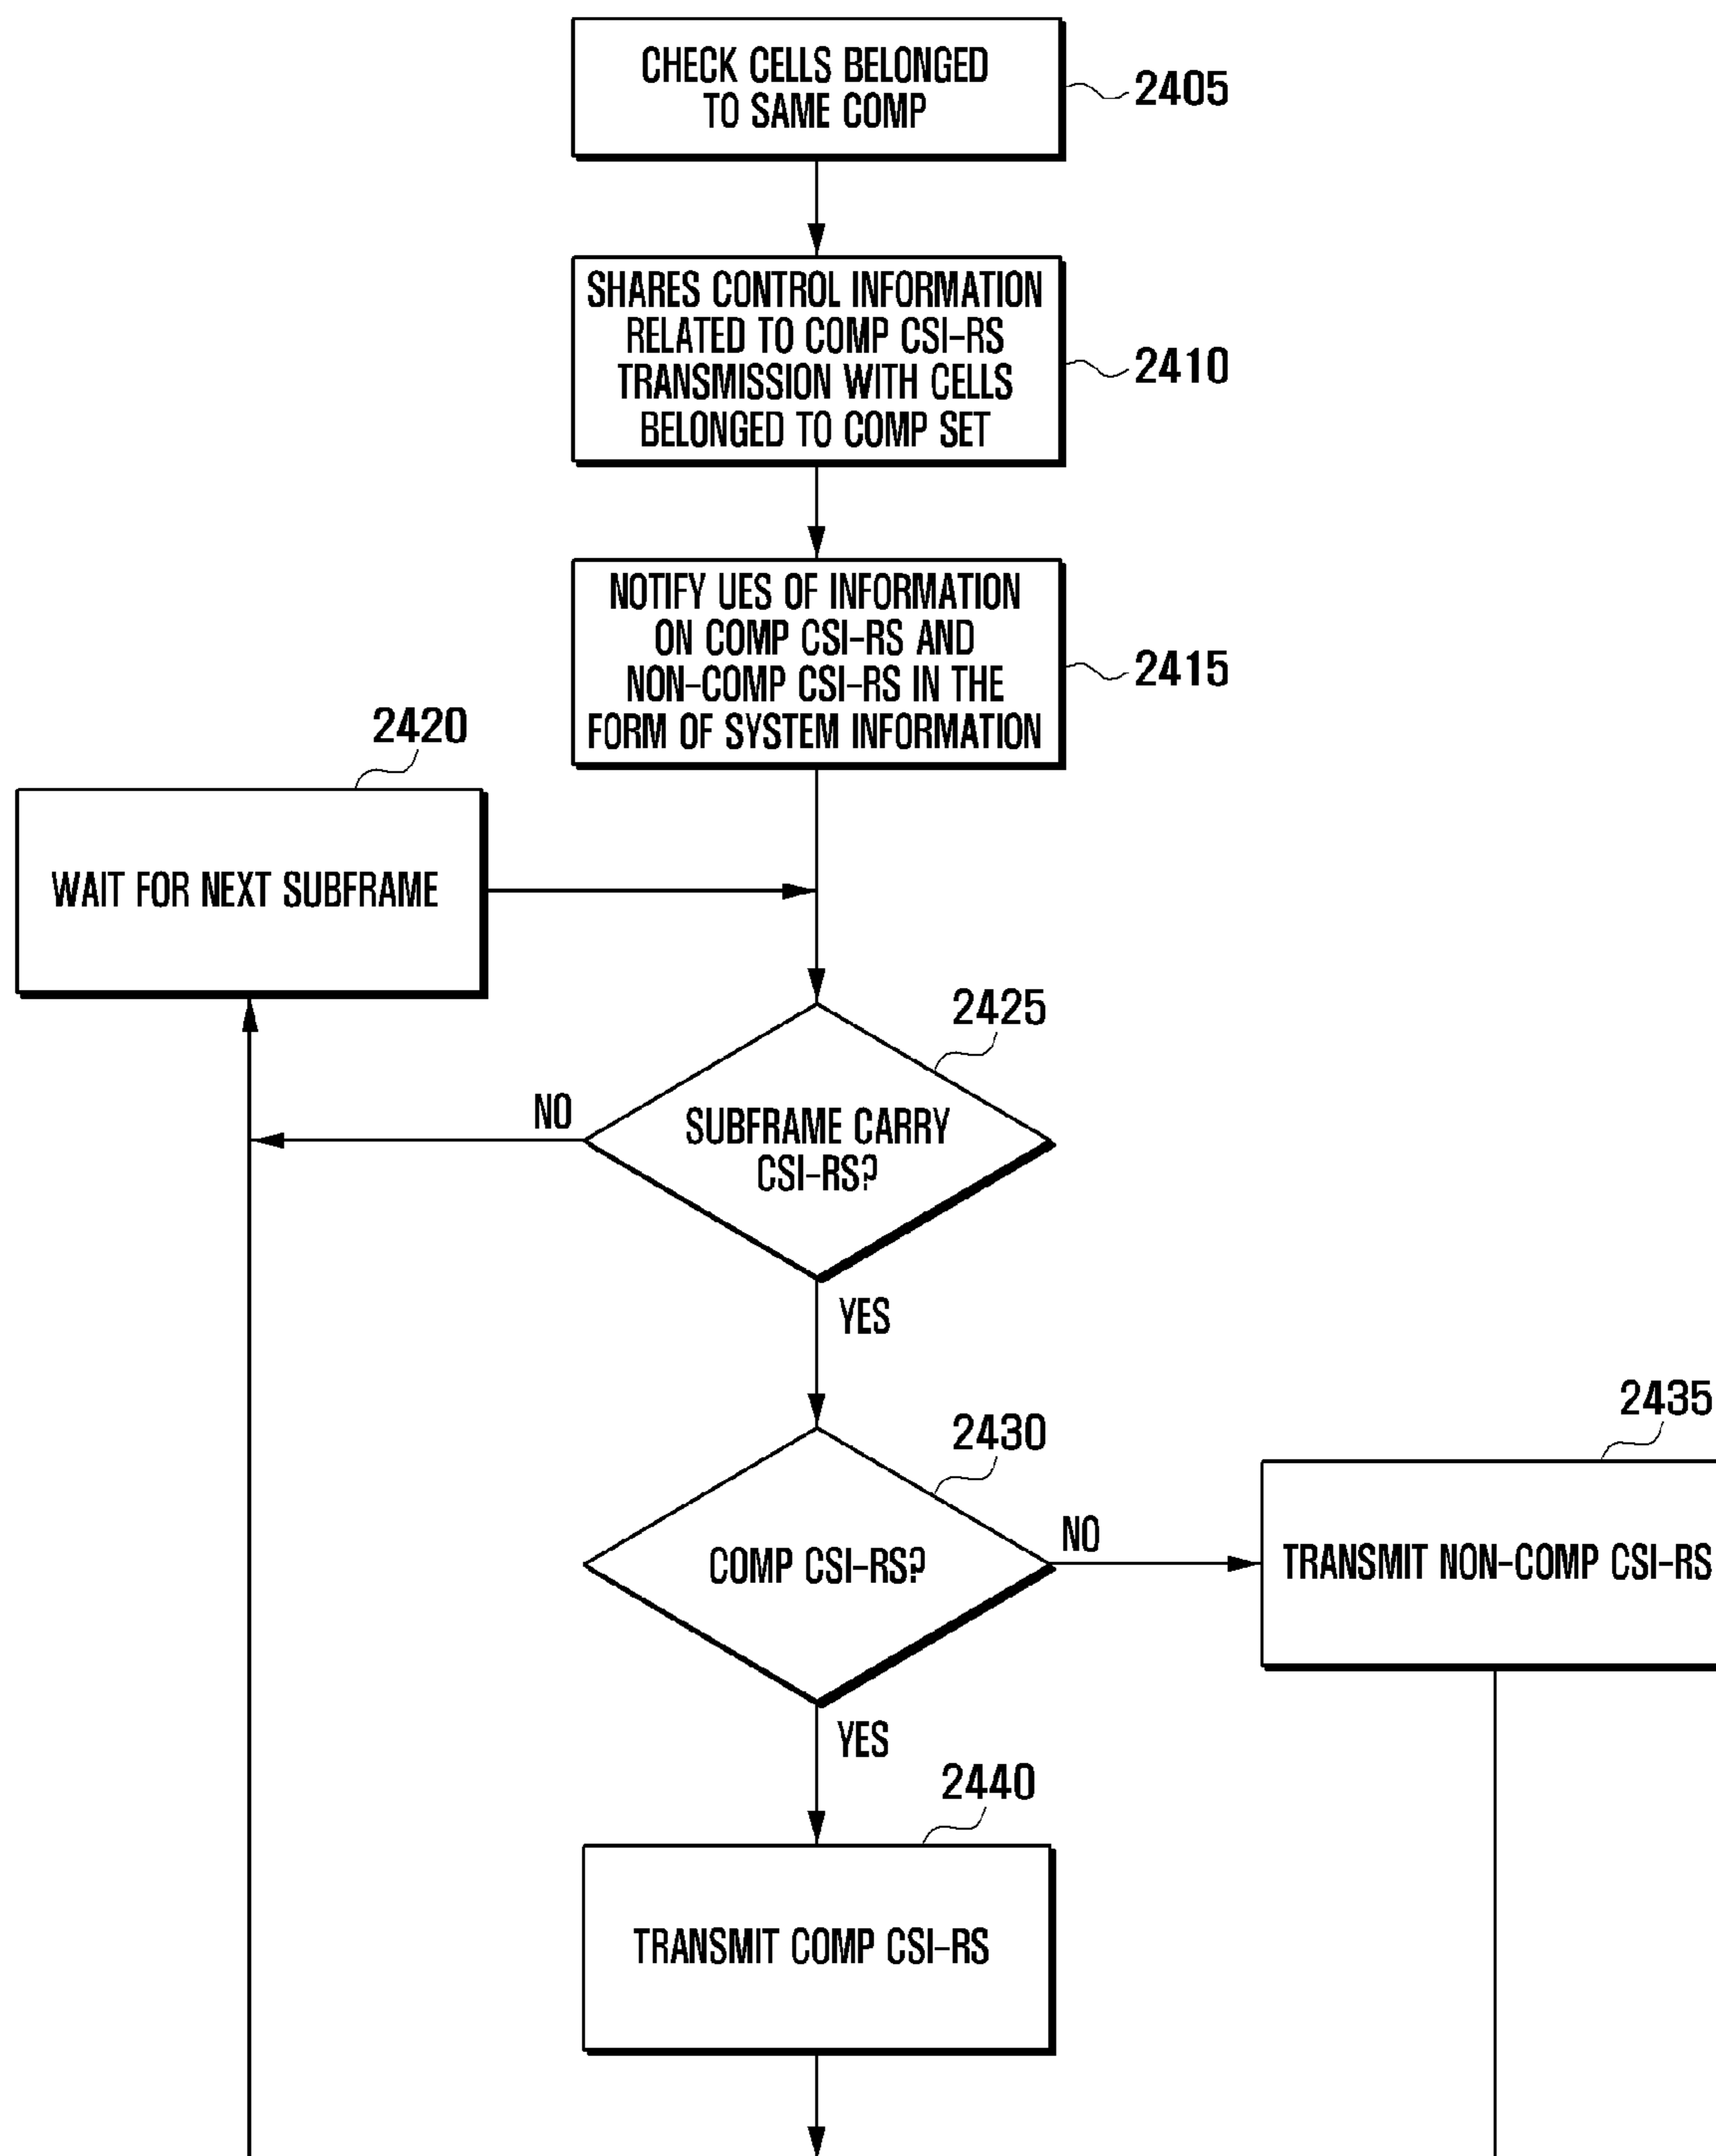 CHECK CELLS BELONGED
TO SAME COMP
2405
SHARES CONTROL INFORMATION
RELATED TO COMP CSI-RS
TRANSMISSION WITH CELLS
BELONGED TO COMP SET
2410
NOTIFY UES OF INFORMATION
ON COMP CSI-RS AND
NON-COMP CSI-RS IN THE
FORM OF SYSTEM INFORMATION
2415
2420
WAIT FOR NEXT SUBFRAME
2425
SUBFRAME CARRY
CSI-RS?
NO
YES
2430
COMP CSI-RS?
NO
2435
TRANSMIT NON-COMP CSI-RS
YES
2440
TRANSMIT COMP CSI-RS